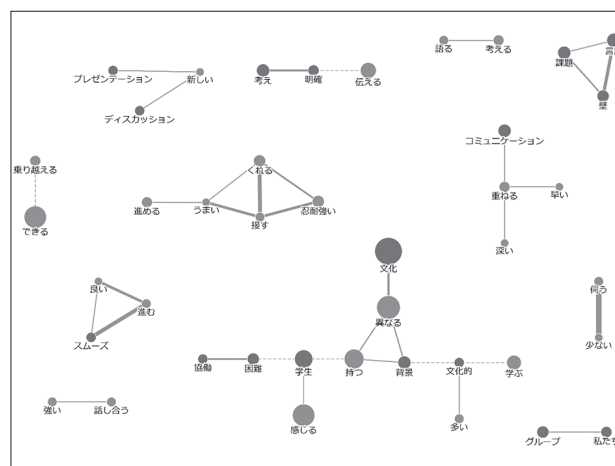 語る
考える
課題
壁
プレゼンテーション
新しい
考え
明確
伝える
ディスカッション
コミュニケーション
乗り越える
くれる
できる
進める
うまい
忍耐強い
接す
重ねる
早い
深い
文化
良い
進む
異なる
何う
スムーズ
少ない
協働
困難
学生
持つ
背景
文化的
学ぶ
強い
話し合う
感じる
多い
グループ
私たち